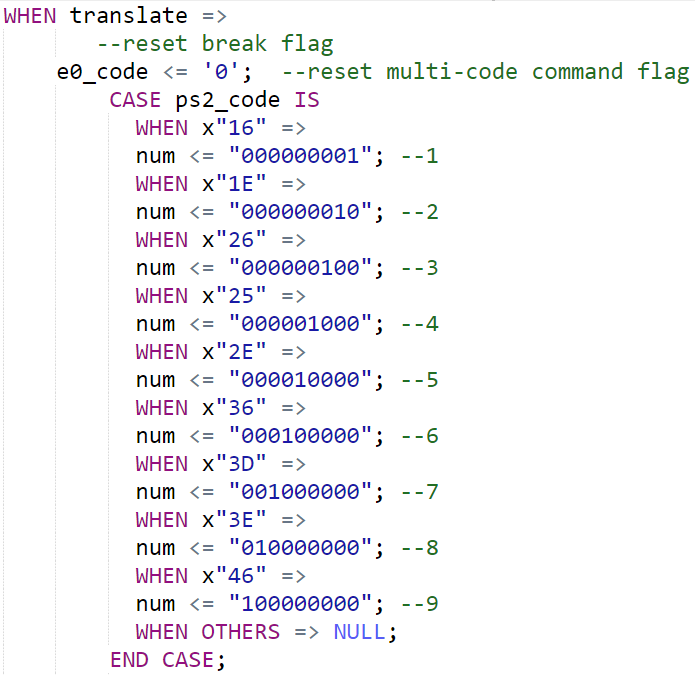 WHEN translate =>
--reset break flag
e0_code <= '0';  --reset multi-code command flag
CASE ps2_code IS
WHEN x"16" =>
num <= "000000001"; --1
WHEN x"1E" =>
num <= "000000010"; --2
WHEN x"26" =>
num <= "000000100"; --3
WHEN x"25" =>
num <= "000001000"; --4
WHEN x"2E" =>
num <= "000010000"; --5
WHEN x"36" =>
num <= "000100000"; --6
WHEN x"3D" =>
num <= "001000000"; --7
WHEN x"3E" =>
num <= "010000000"; --8
WHEN x"46" =>
num <= "100000000"; --9
WHEN OTHERS => NULL;
END CASE;